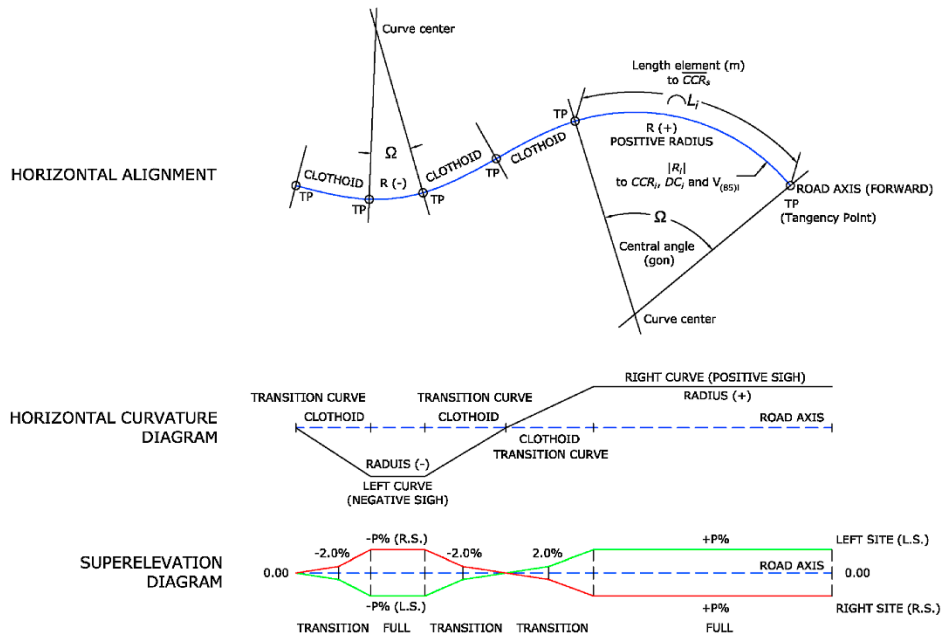 HORIZONTAL ALIGNMENT
Curve center
Length element (m)
to CCRs
Li
TP
R (+)
POSITIVE RADIUS
Ω
CLOTHOID
R (-)
CLOTHOID
CLOTHOID
TP
TP
TP
TP
|Ri|
to CCRi, DCi and V(85)i
ROAD AXIS (FORWARD)
TP
(Tangency Point)
Ω
Central angle
(gon)
Curve center
HORIZONTAL CURVATURE
DIAGRAM
TRANSITION CURVE
CLOTHOID
TRANSITION CURVE
CLOTHOID
RIGHT CURVE (POSITIVE SIGH)
RADIUS (+)
ROAD AXIS
CLOTHOID
TRANSITION CURVE
RADUIS (-)
LEFT CURVE
(NEGATIVE SIGH)
SUPERELEVATION
DIAGRAM
0.00
-2.0%
-P% (R.S.)
-2.0%
2.0%
+P%
LEFT SITE (L.S.)
ROAD AXIS
0.00
-P% (L.S.)
+P%
RIGHT SITE (R.S.)
TRANSITION
FULL
TRANSITION
TRANSITION
FULL